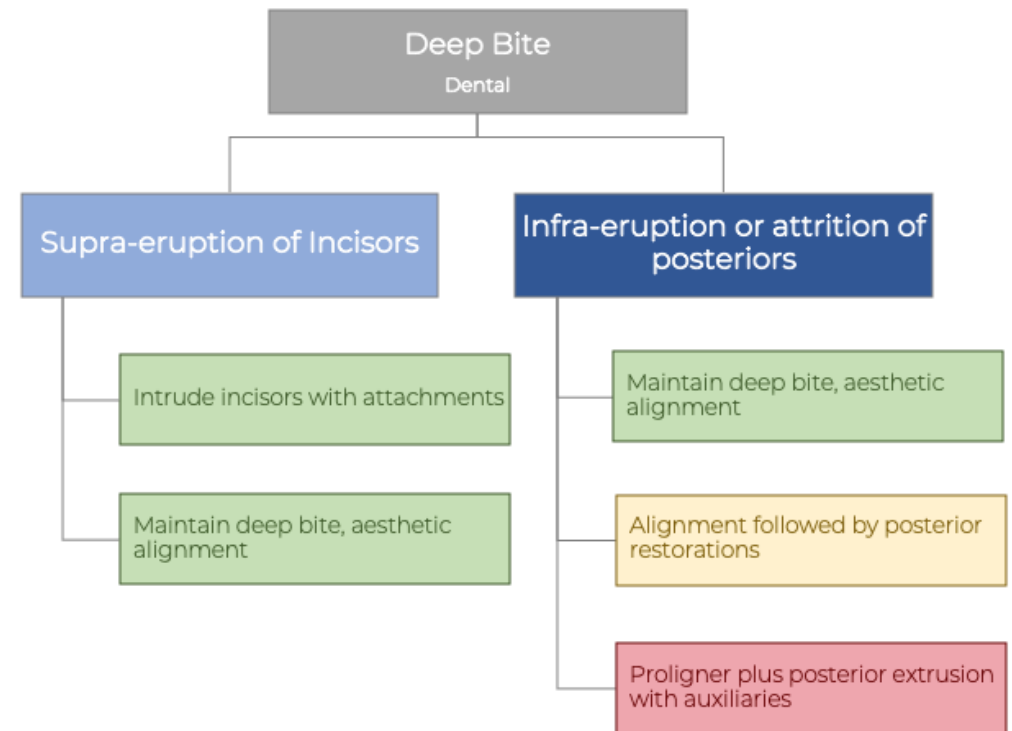 Deep Bite
Dental
Supra-eruption of Incisors
Infra-eruption or attrition of
posteriors
Intrude incisors with attachments
Maintain deep bite, aesthetic
alignment
Maintain deep bite, aesthetic
alignment
Alignment followed by posterior
restorations
Proligner plus posterior extrusion
with auxiliaries